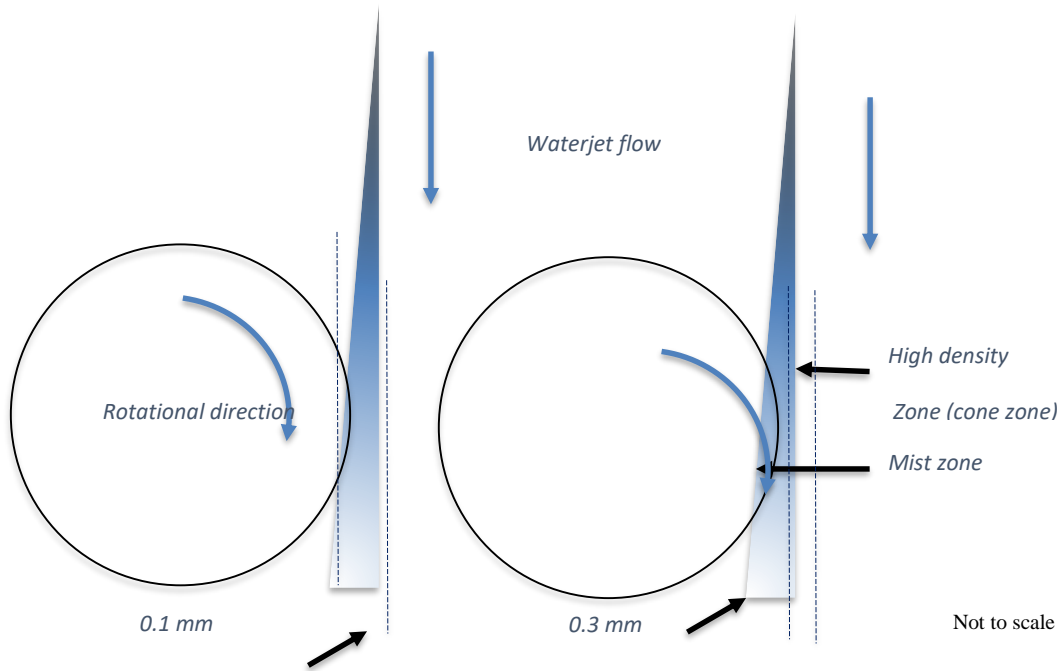 Waterjet flow
High density
Rotational direction
Zone (cone zone)
Mist zone
0.1 mm
0.3 mm
Not to scale